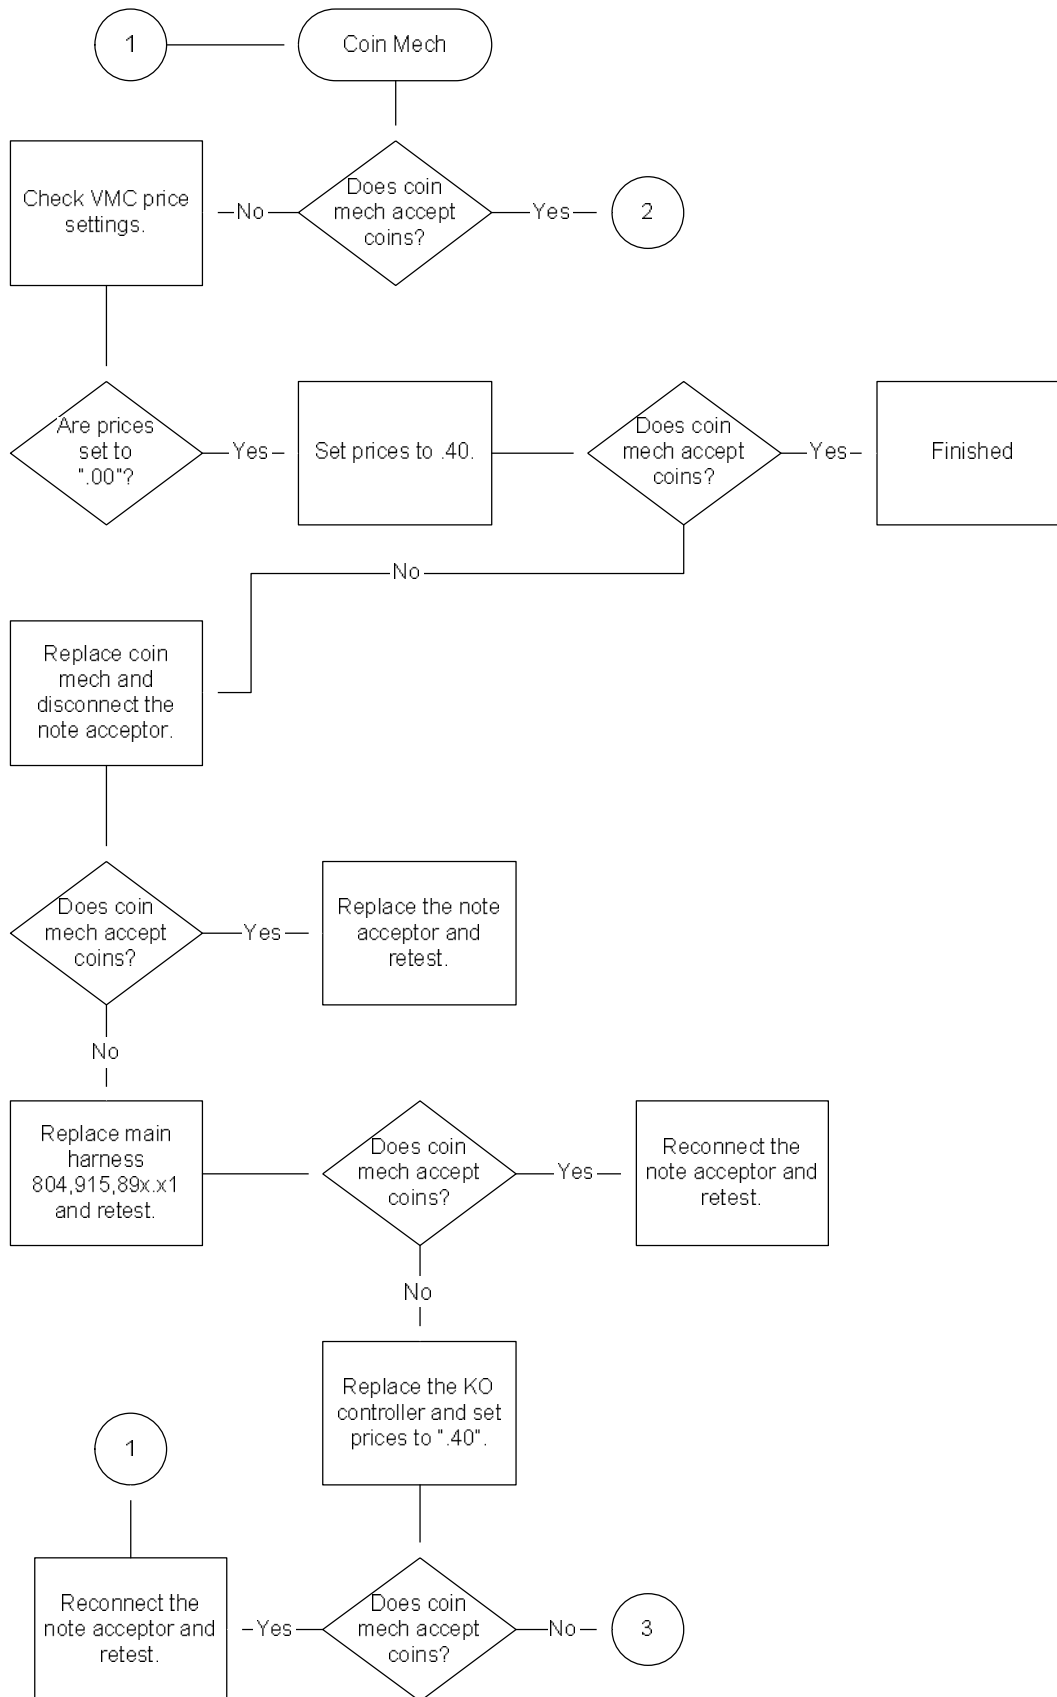 1
Coin Mech
Check VMC price
settings.
No
Does coin
mech accept
coins?
Yes
2
Are prices
set to
".00"?
Yes
Set prices to .40.
Does coin
mech accept
coins?
Yes
Finished
No
Replace coin
mech and
disconnect the
note acceptor.
Does coin
mech accept
coins?
Yes
Replace the note
acceptor and
retest.
No
Replace main
harness
804,915,89x.x1
and retest.
Does coin
mech accept
coins?
Yes
Reconnect the
note acceptor and
retest.
No
Replace the KO
controller and set
prices to ".40".
1
Reconnect the
note acceptor and
retest.
Yes
Does coin
mech accept
coins?
No
3